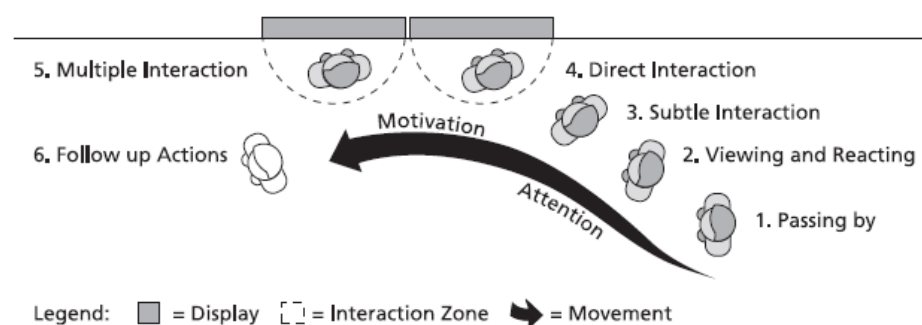 5. Multiple Interaction
4. Direct Interaction
3. Subtle Interaction
Motivation
6. Follow up Actions
2. Viewing and Reacting
Attention
1. Passing by
Legend: = Display = Interaction Zone = Movement